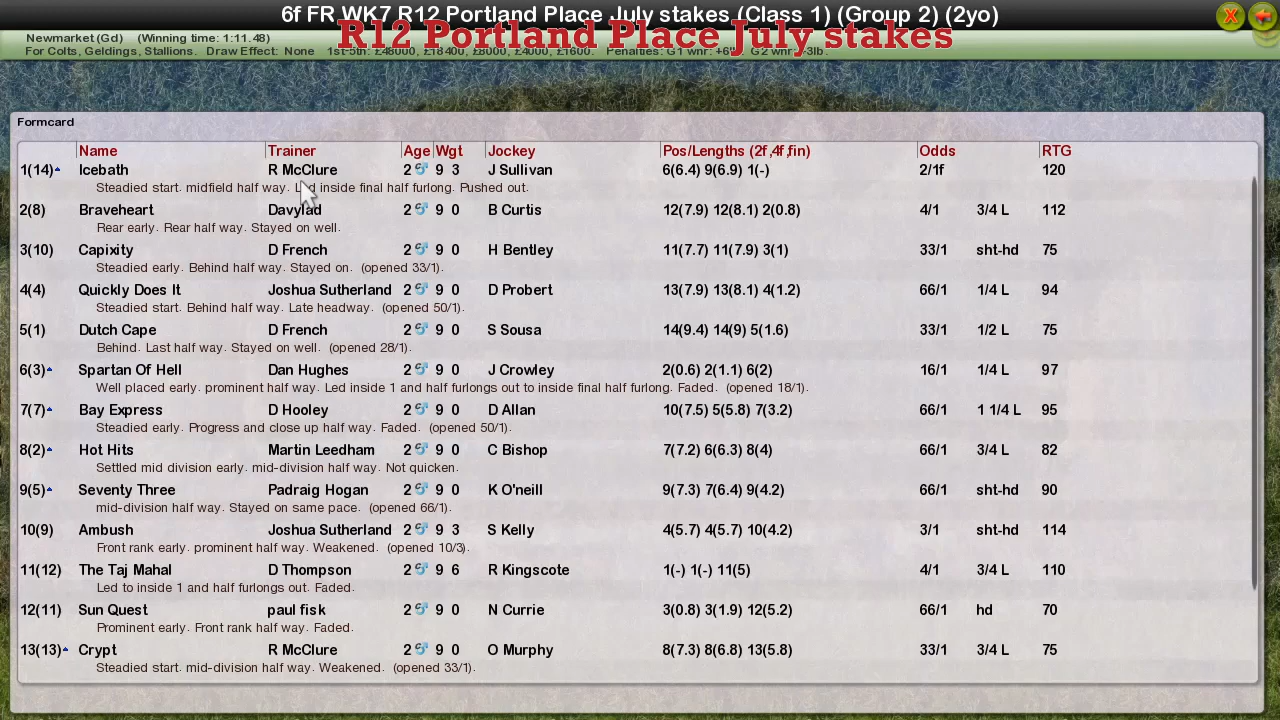 6f FR WK7 R12 Portland Place July stakes (Class 1) (Group 2) (2yo)
R12 Portland Place July stakes
Newmarket (Gd) (Winning time: 1:11.48)
For Colts, Geldings, Stallions. Draw Effect: None 1st-5th: £48000, £18400, £8000, £4000, £1600. Penalties: G1 wnr: +6 G2 wnr: +3lb.
Formcard
Name Trainer Age Wgt Jockey Pos/Lengths (2f,4f,fin) Odds RTG
1(14) Icebath R McClure 2 9 3 J Sullivan 6(6.4) 9(6.9) 1(-) 2/1f 120
Steadied start. midfield half way. Led inside final half furlong. Pushed out.
2(8) Braveheart Davylad 2 9 0 B Curtis 12(7.9) 12(8.1) 2(0.8) 4/1 3/4 L 112
Rear early. Rear half way. Stayed on well.
3(10) Capixity D French 2 9 0 H Bentley 11(7.7) 11(7.9) 3(1) 33/1 sht-hd 75
Steadied early. Behind half way. Stayed on. (opened 33/1).
4(4) Quickly Does It Joshua Sutherland 2 9 0 D Probert 13(7.9) 13(8.1) 4(1.2) 66/1 1/4 L 94
Steadied start. Behind half way. Late headway. (opened 50/1).
5(1) Dutch Cape D French 2 9 0 S Sousa 14(9.4) 14(9) 5(1.6) 33/1 1/2 L 75
Behind. Last half way. Stayed on well. (opened 28/1).
6(3) Spartan Of Hell Dan Hughes 2 9 0 J Crowley 2(0.6) 2(1.1) 6(2) 16/1 1/4 L 97
Well placed early. prominent half way. Led inside 1 and half furlongs out to inside final half furlong. Faded. (opened 18/1).
7(7) Bay Express D Hooley 2 9 0 D Allan 10(7.5) 5(5.8) 7(3.2) 66/1 1 1/4 L 95
Steadied early. Progress and close up half way. Faded. (opened 50/1).
8(2) Hot Hits Martin Leedham 2 9 0 C Bishop 7(7.2) 6(6.3) 8(4) 66/1 3/4 L 82
Settled mid division early. mid-division half way. Not quicken.
9(5) Seventy Three Padraig Hogan 2 9 0 K O'neill 9(7.3) 7(6.4) 9(4.2) 66/1 sht-hd 90
mid-division half way. Stayed on same pace. (opened 66/1).
10(9) Ambush Joshua Sutherland 2 9 3 S Kelly 4(5.7) 4(5.7) 10(4.2) 3/1 sht-hd 114
Front rank early. prominent half way. Weakened. (opened 10/3).
11(12) The Taj Mahal D Thompson 2 9 6 R Kingscote 1(-) 1(-) 11(5) 4/1 3/4 L 110
Led to inside 1 and half furlongs out. Faded.
12(11) Sun Quest paul fisk 2 9 0 N Currie 3(0.8) 3(1.9) 12(5.2) 66/1 hd 70
Prominent early. Front rank half way. Faded.
13(13) Crypt R McClure 2 9 0 O Murphy 8(7.3) 8(6.8) 13(5.8) 33/1 3/4 L 75
Steadied start. mid-division half way. Weakened. (opened 33/1).